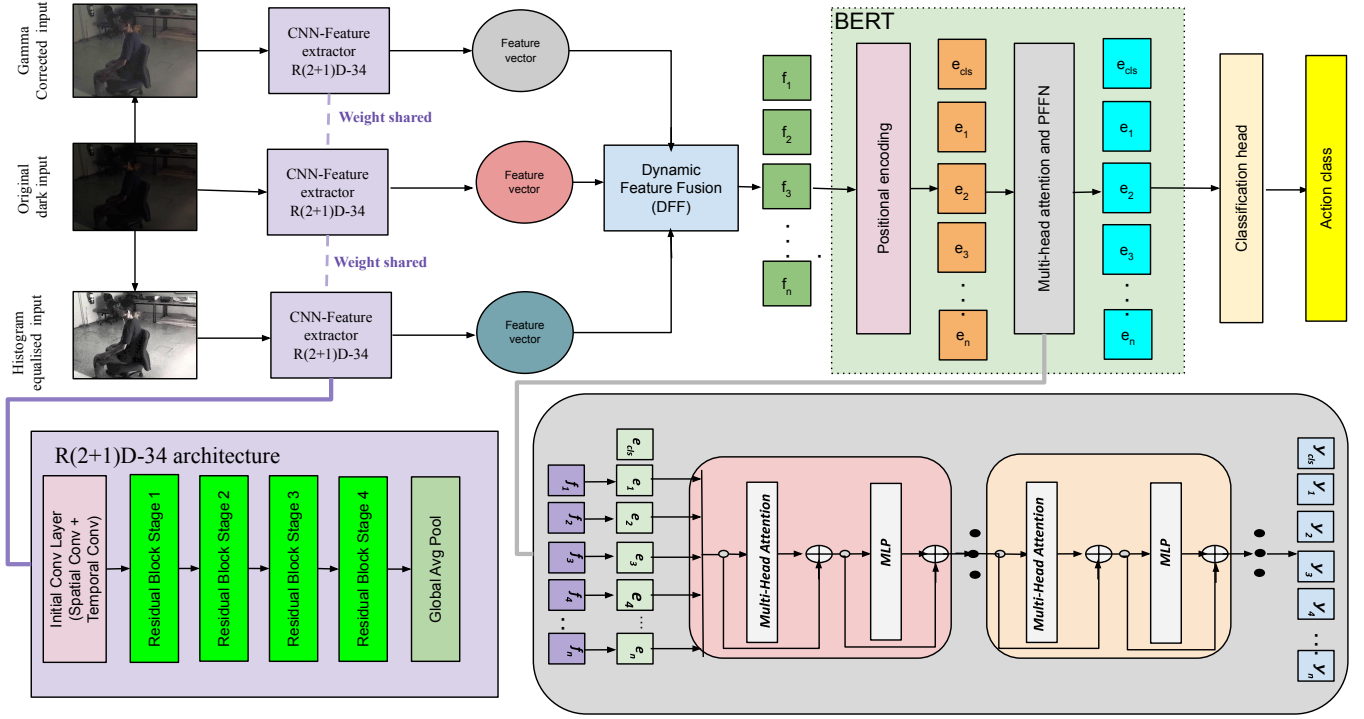 Gamma
Corrected input
CNN-Feature
extractor
R(2+1)D-34
Feature
vector
Weight shared
Original
dark input
CNN-Feature
extractor
R(2+1)D-34
Feature
vector
Weight shared
Histogram
equalised input
CNN-Feature
extractor
R(2+1)D-34
Feature
vector
Dynamic
Feature Fusion
(DFF)
f1
f2
f3
fn
BERT
Positional encoding
ecls
e1
e2
e3
en
Multi-head attention and PFFN
ecls
e1
e2
e3
en
Classification head
Action class
R(2+1)D-34 architecture
Initial Conv Layer
(Spatial Conv +
Temporal Conv)
Residual Block Stage 1
Residual Block Stage 2
Residual Block Stage 3
Residual Block Stage 4
Global Avg Pool
f1
f2
f3
f4
fn
ecls
e1
e2
e3
e4
en
Multi-Head Attention
MLP
Multi-Head Attention
MLP
ycls
y1
y2
y3
y4
yn